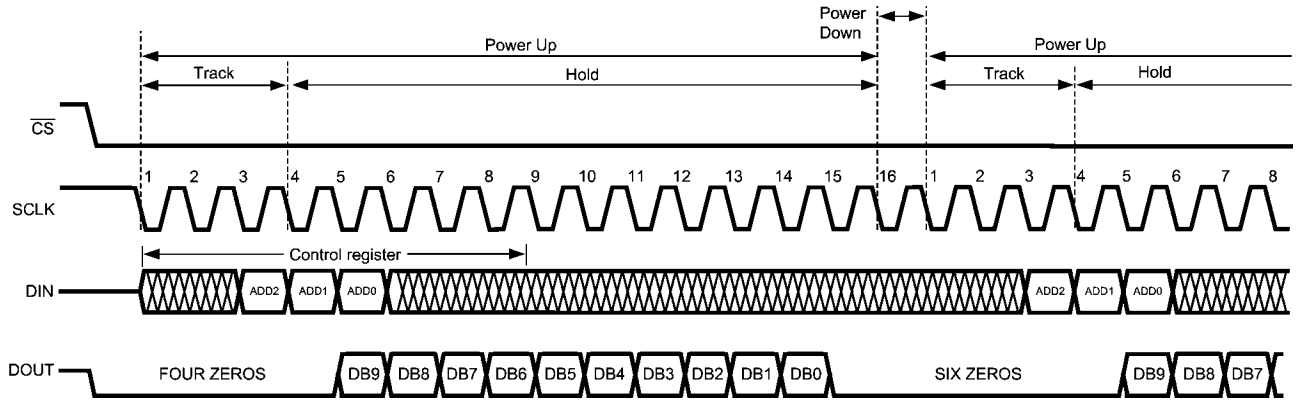 Power Down
Power Up
Power Up
Track
Hold
Track
Hold
CS
1 2 3 4 5 6 7 8 9 10 11 12 13 14 15 16 1 2 3 4 5 6 7 8
SCLK
Control register
DIN
ADD2 ADD1 ADD0 ADD2 ADD1 ADD0
DOUT
FOUR ZEROS DB9 DB8 DB7 DB6 DB5 DB4 DB3 DB2 DB1 DB0 SIX ZEROS DB9 DB8 DB7